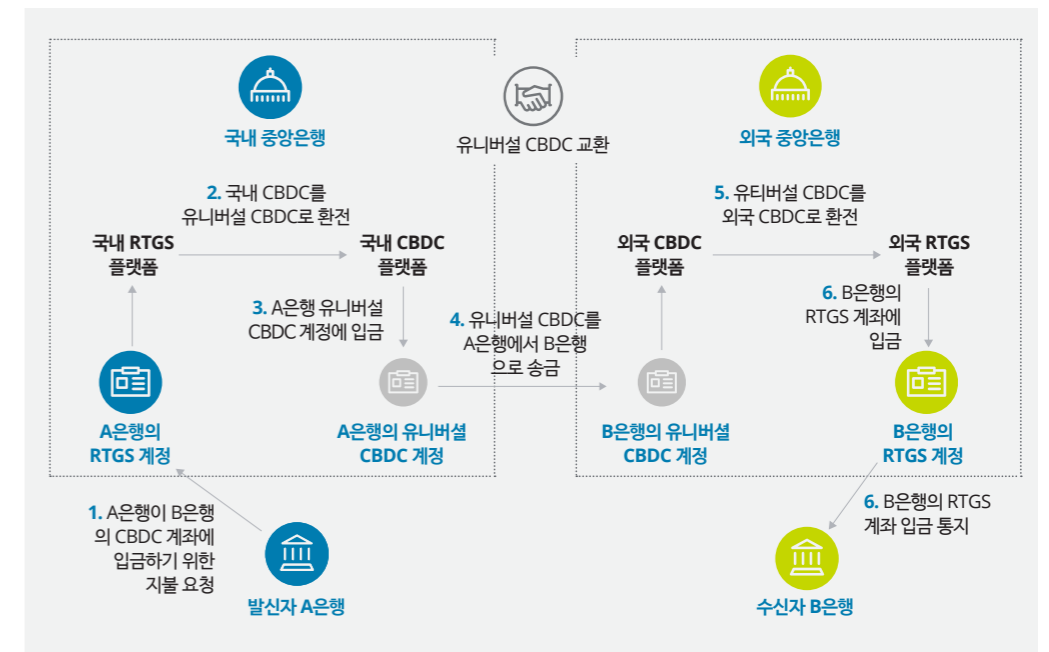 국내 중앙은행
유니버설 CBDC 교환
외국 중앙은행
2. 국내 CBDC를
유니버설 CBDC로 환전
5. 유티버설 CBDC를
외국 CBDC로 환전
국내 RTGS
플랫폼
국내 CBDC
플랫폼
외국 CBDC
플랫폼
외국 RTGS
플랫폼
3. A은행 유니버설
CBDC 계정에 입금
4. 유니버설 CBDC를
A은행에서 B은행
으로 송금
6. B은행의
RTGS 계좌에
입금
A은행의
RTGS 계정
A은행의 유니버셜
CBDC 계정
B은행의 유니버셜
CBDC 계정
B은행의
RTGS 계정
1. A은행이 B은행
의 CBDC 계좌에
입금하기 위한
지불 요청
발신자 A은행
6. B은행의 RTGS
계좌 입금 통지
수신자 B은행